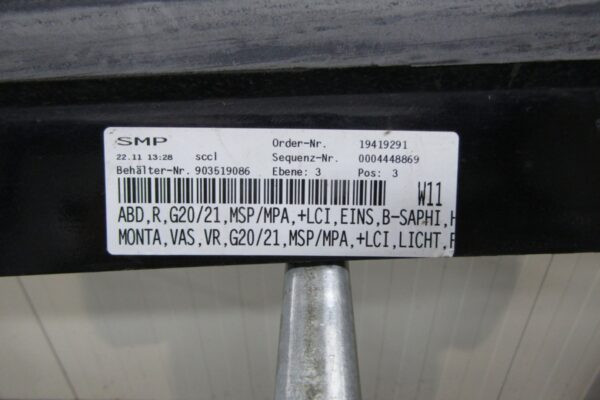 SMP Order-Nr. 19419291
22.11 13:28 sccl Sequenz-Nr. 0004448869
Behälter-Nr. 903519086 Ebene: 3 Pos: 3
W11
ABD,R,G20/21,MSP/MPA,+LCI,EINS,B-SAPHI,
MONTA,VAS,VR,G20/21,MSP/MPA,+LCI,LICHT,